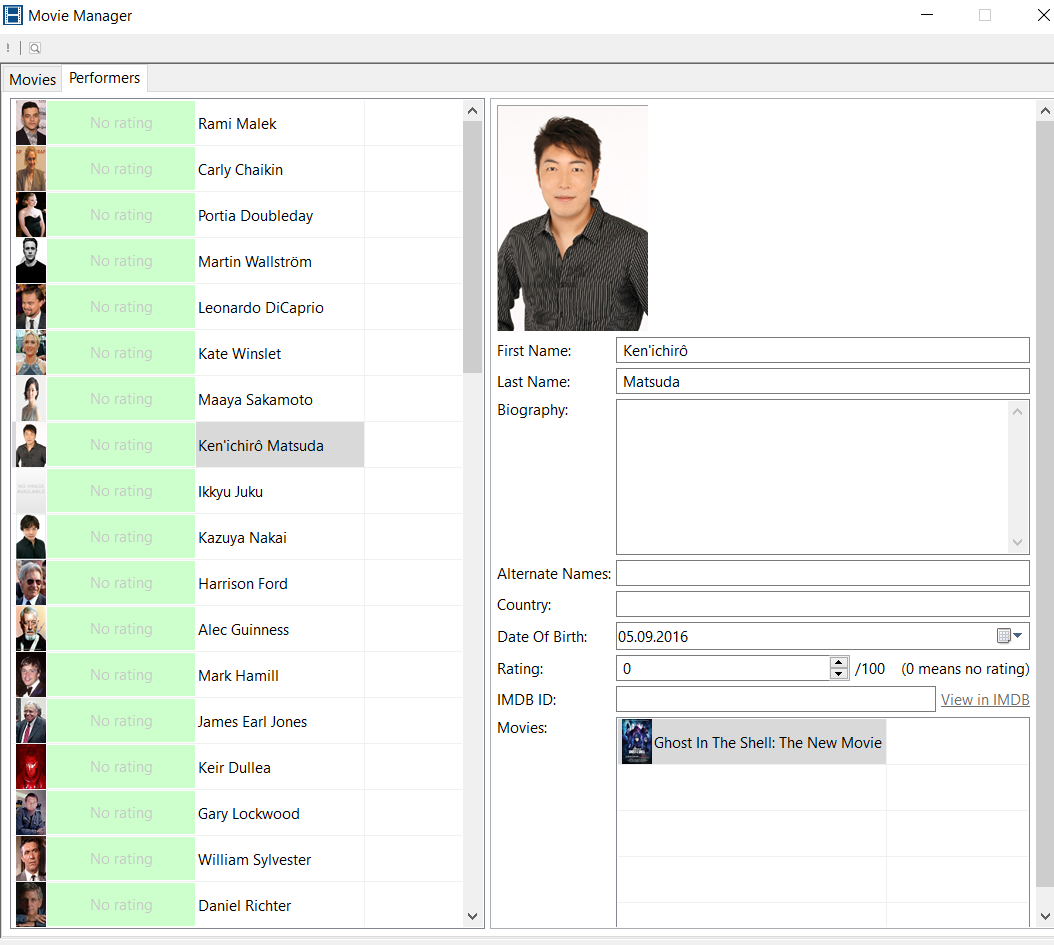 Movie Manager
!
Movies
Performers
No rating Rami Malek
No rating Carly Chaikin
No rating Portia Doubleday
No rating Martin Wallström
No rating Leonardo DiCaprio
No rating Kate Winslet
No rating Maaya Sakamoto
No rating Ken'ichirô Matsuda
NO IMAGE
AVAILABLE
No rating Ikkyu Juku
No rating Kazuya Nakai
No rating Harrison Ford
No rating Alec Guinness
No rating Mark Hamill
No rating James Earl Jones
No rating Keir Dullea
No rating Gary Lockwood
No rating William Sylvester
No rating Daniel Richter
First Name: Ken'ichirô
Last Name: Matsuda
Biography:
Alternate Names:
Country:
Date Of Birth: 05.09.2016
Rating: 0 /100 (0 means no rating)
IMDB ID: View in IMDB
Movies:
Ghost In The Shell: The New Movie